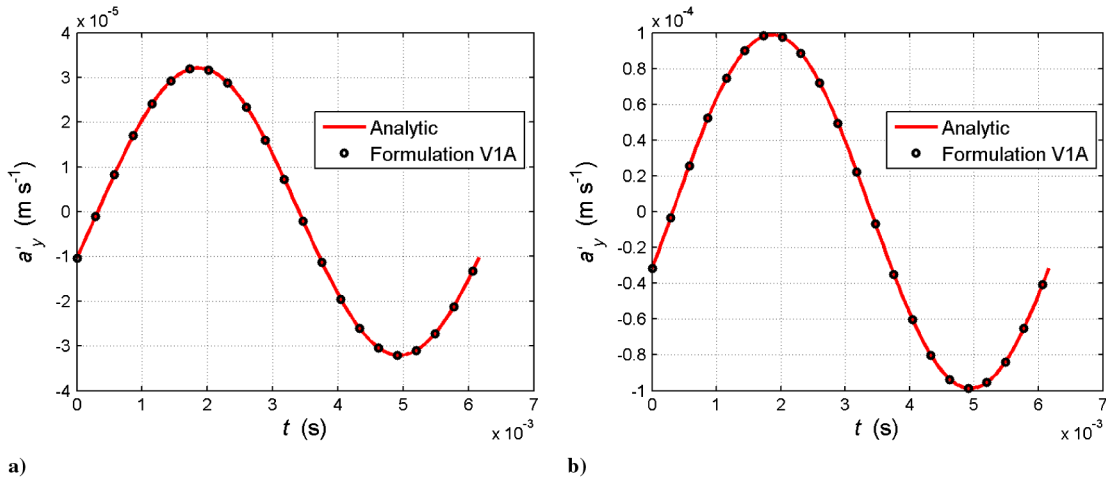 x 10⁻⁵
4
3
2
1
0
-1
-2
-3
-4
a'y (m s⁻¹)
Analytic
Formulation V1A
0 1 2 3 4 5 6 7
t (s)
x 10⁻³
a)
x 10⁻⁴
1
0.8
0.6
0.4
0.2
0
-0.2
-0.4
-0.6
-0.8
-1
a'y (m s⁻¹)
Analytic
Formulation V1A
0 1 2 3 4 5 6 7
t (s)
x 10⁻³
b)